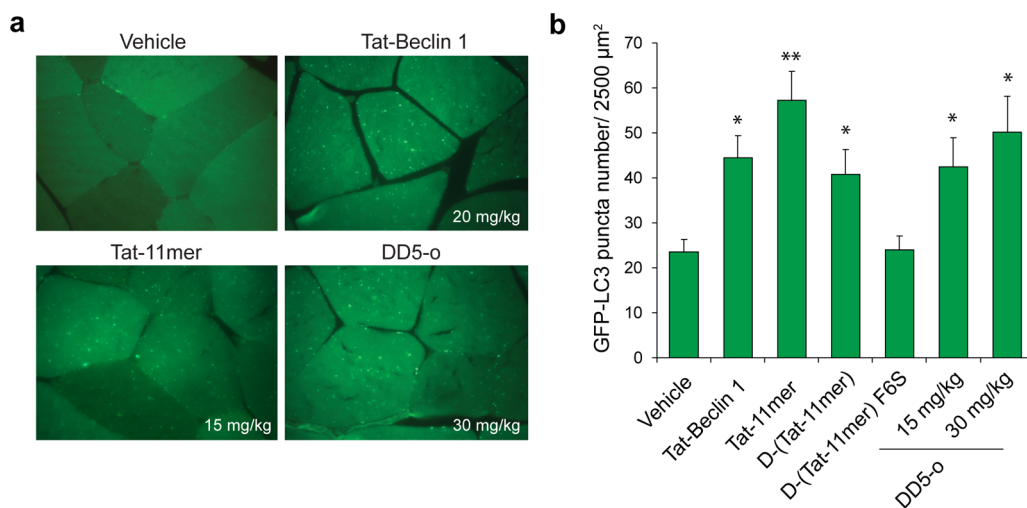 a
Vehicle
Tat-Beclin 1
20 mg/kg
Tat-11mer
DD5-o
15 mg/kg
30 mg/kg
b
GFP-LC3 puncta number/ 2500 µm²
70
60
50
40
30
20
10
0
*
**
*
*
*
Vehicle
Tat-Beclin 1
Tat-11mer
D-(Tat-11mer)
D-(Tat-11mer) F6S
15 mg/kg
30 mg/kg
DD5-o